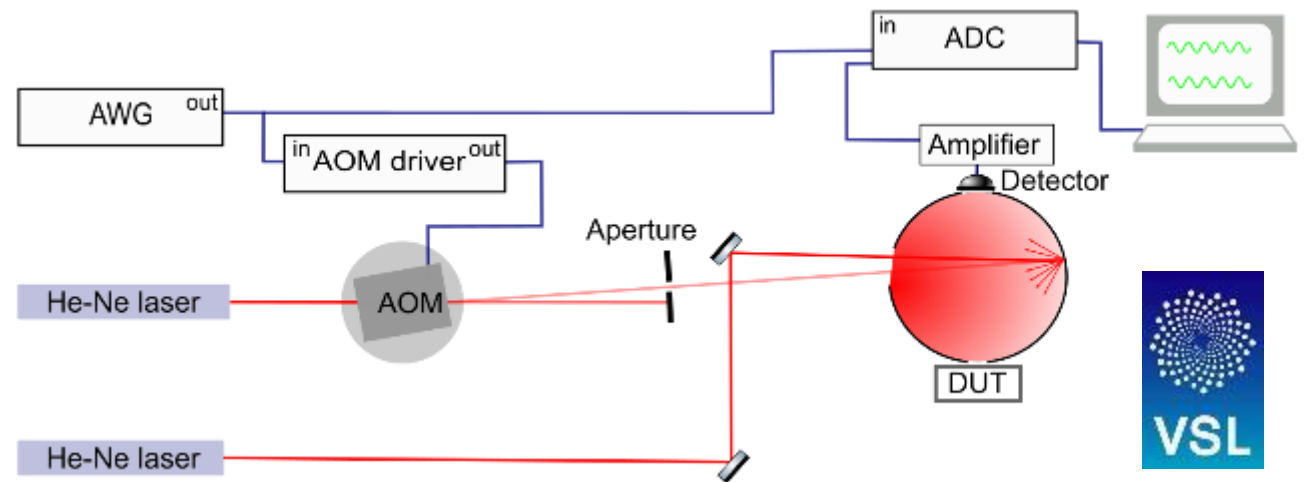 in
ADC
AWG
out
in
AOM driver
out
Amplifier
Detector
Aperture
He-Ne laser
AOM
DUT
VSL
He-Ne laser